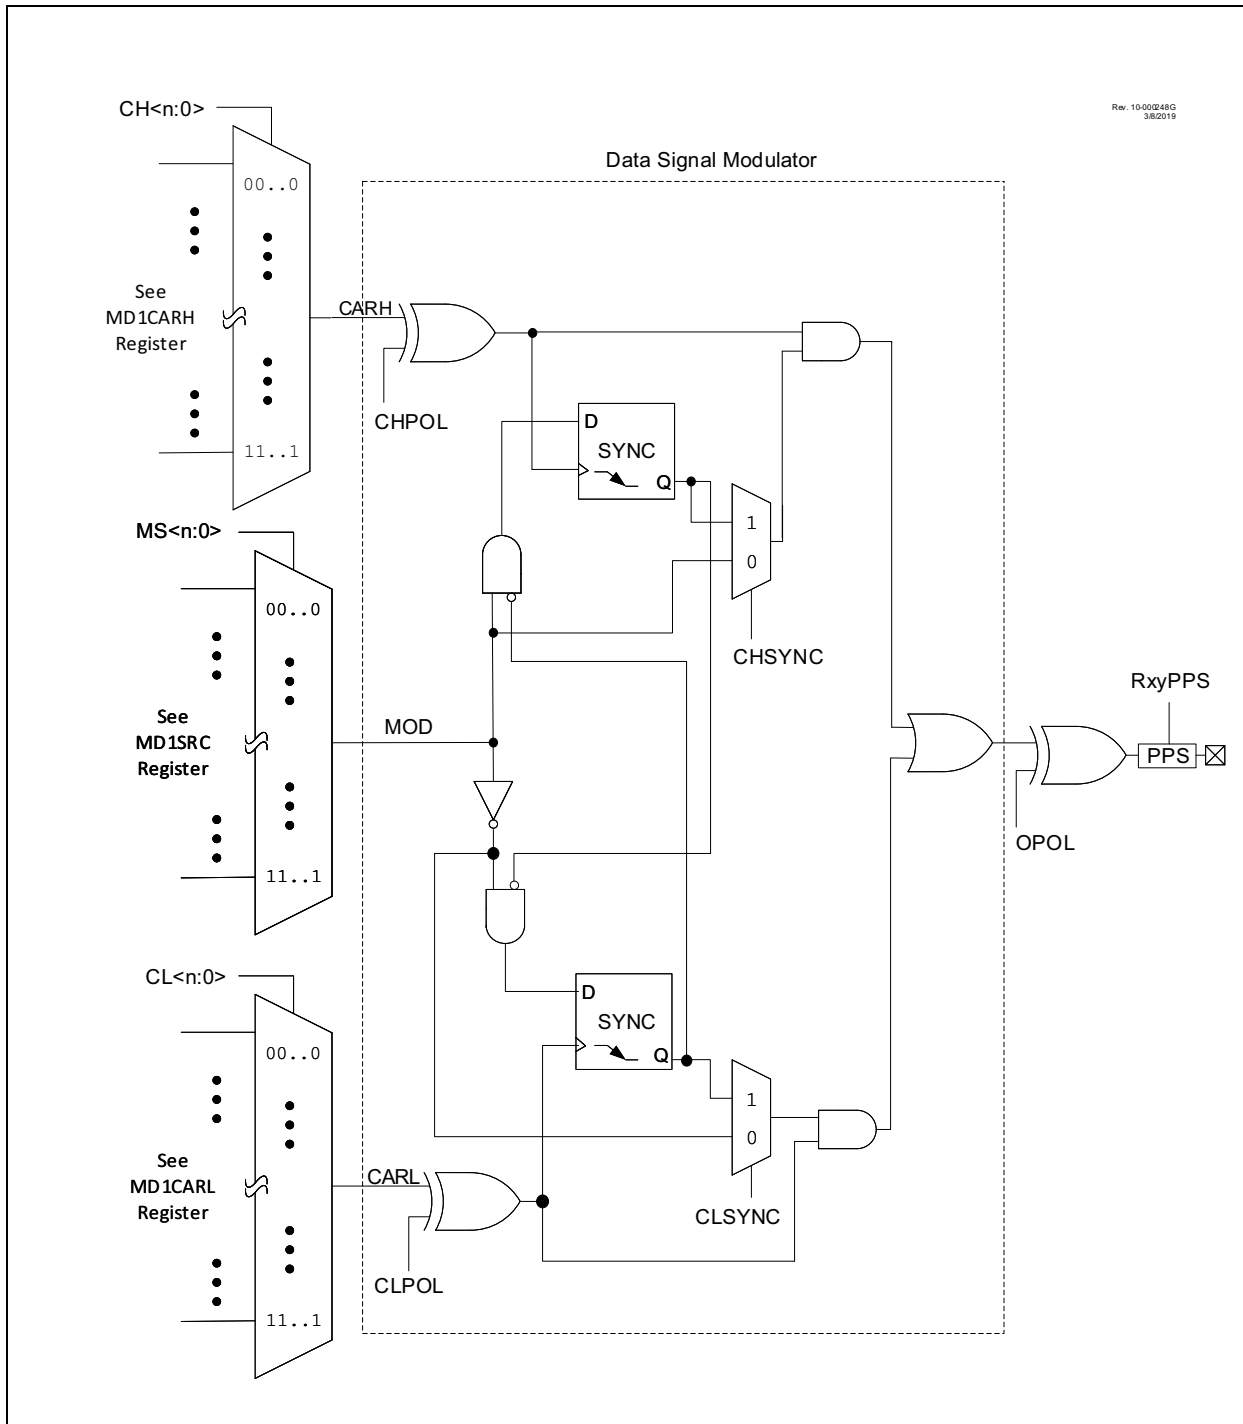 Rev. 10-000248G
3/8/2019
CH<n:0>
Data Signal Modulator
00..0
See
MD1CARH
Register
CARH
CHPOL
11..1
D
SYNC
Q
1
0
CHSYNC
MS<n:0>
00..0
See
MD1SRC
Register
MOD
11..1
RxyPPS
PPS
OPOL
CL<n:0>
00..0
See
MD1CARL
Register
CARL
CLPOL
11..1
D
SYNC
Q
1
0
CLSYNC